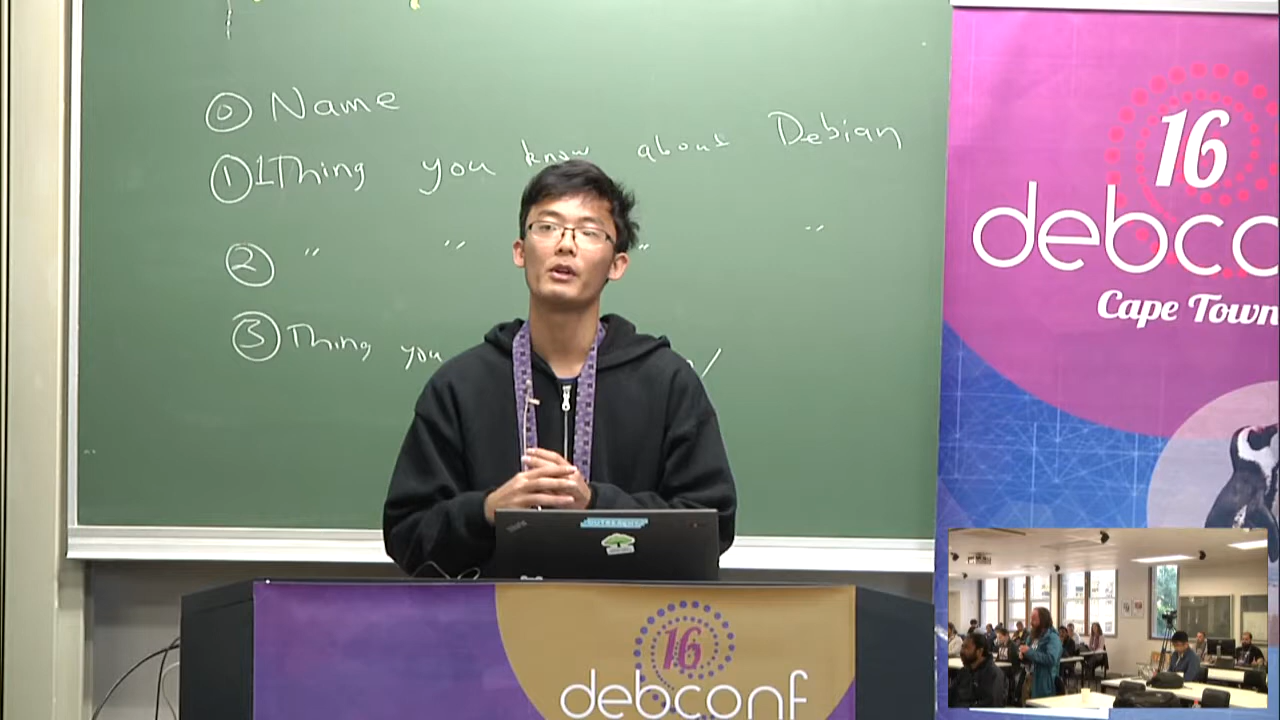 ⓪ Name
① 1 Thing you know about Debian
② " " " "
③ Thing you
16
debco
Cape Town
OUTREACHY
16
debconf